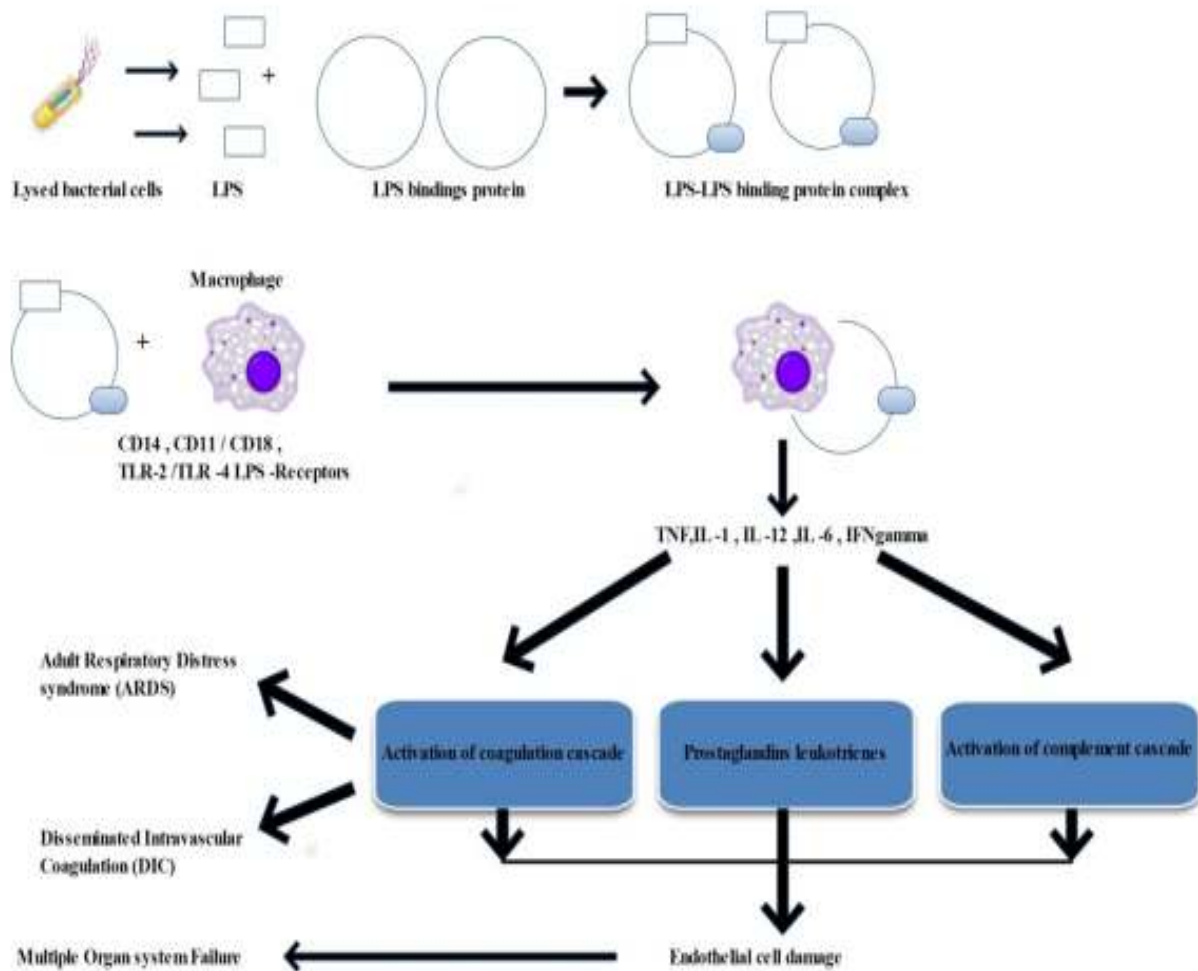 +
Lysed bacterial cells
LPS
LPS bindings protein
LPS-LPS binding protein complex
Macrophage
+
CD14 , CD11 / CD18 ,
TLR-2 /TLR -4 LPS -Receptors
TNF,IL -1 , IL -12 ,IL -6 , IFNgamma
Adult Respiratory Distress
syndrome (ARDS)
Activation of coagulation cascade
Prostaglandins leukotrienes
Activation of complement cascade
Disseminated Intravascular
Coagulation (DIC)
Multiple Organ system Failure
Endothelial cell damage